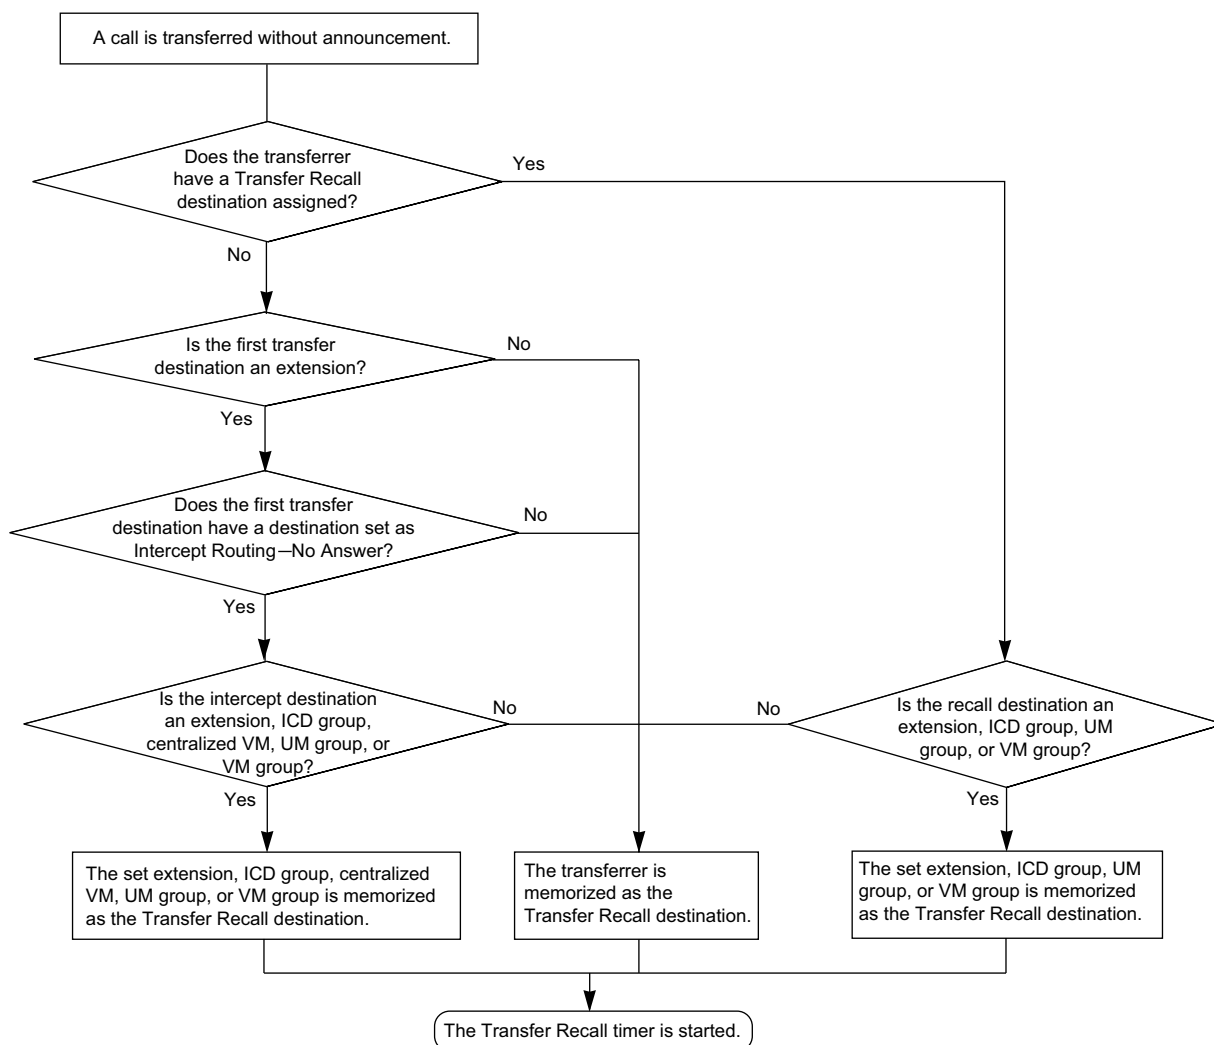 A call is transferred without announcement.
Does the transferrer
have a Transfer Recall
destination assigned?
Yes
No
Is the first transfer
destination an extension?
No
Yes
Does the first transfer
destination have a destination set as
Intercept Routing—No Answer?
No
Yes
Is the intercept destination
an extension, ICD group,
centralized VM, UM group, or
VM group?
No
Yes
No
Is the recall destination an
extension, ICD group, UM
group, or VM group?
Yes
The set extension, ICD group, centralized
VM, UM group, or VM group is memorized
as the Transfer Recall destination.
The transferrer is
memorized as the
Transfer Recall destination.
The set extension, ICD group, UM
group, or VM group is memorized
as the Transfer Recall destination.
The Transfer Recall timer is started.